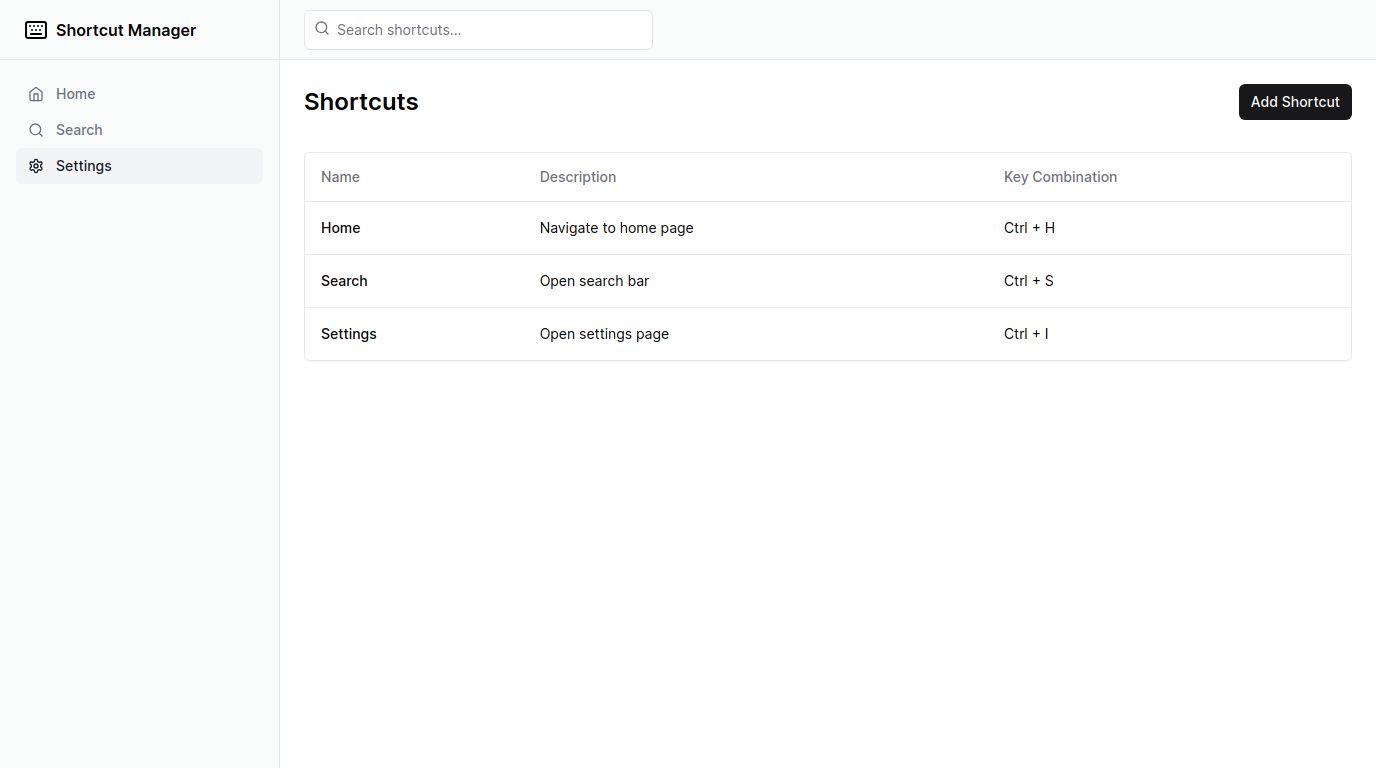 Shortcut Manager
Search shortcuts...
Home
Search
Settings
Shortcuts
Add Shortcut
Name Description Key Combination
Home Navigate to home page Ctrl + H
Search Open search bar Ctrl + S
Settings Open settings page Ctrl + I